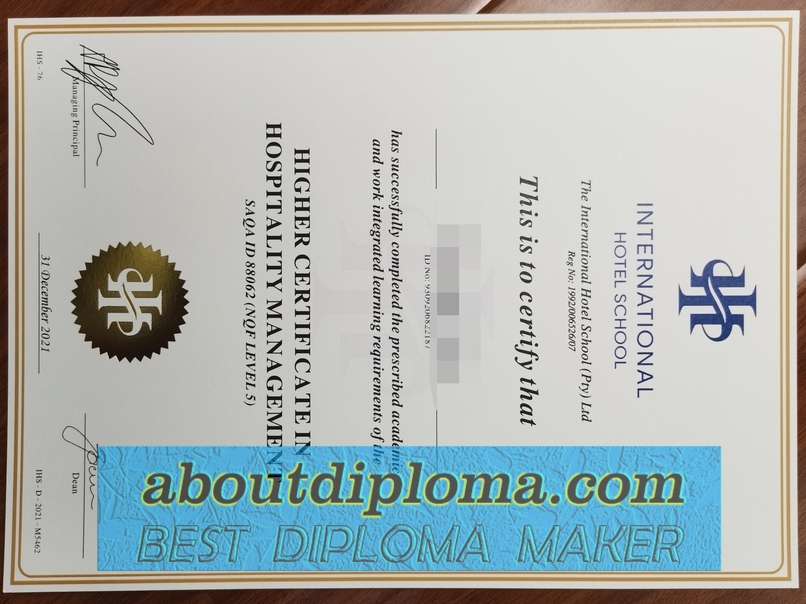 INTERNATIONAL
HOTEL SCHOOL
The International Hotel School (Pty) Ltd
Reg No: 1992/006526/07
This is to certify that
ID No:
has successfully completed the prescribed academic
and work integrated learning requirements of the
HIGHER CERTIFICATE IN
HOSPITALITY MANAGEMENT
SAQA ID 88062 (NQF LEVEL 5)
Managing Principal
31 December 2021
Dean
IHS - 76
IHS - D - 2021 - M5462
aboutdiploma.com
BEST DIPLOMA MAKER